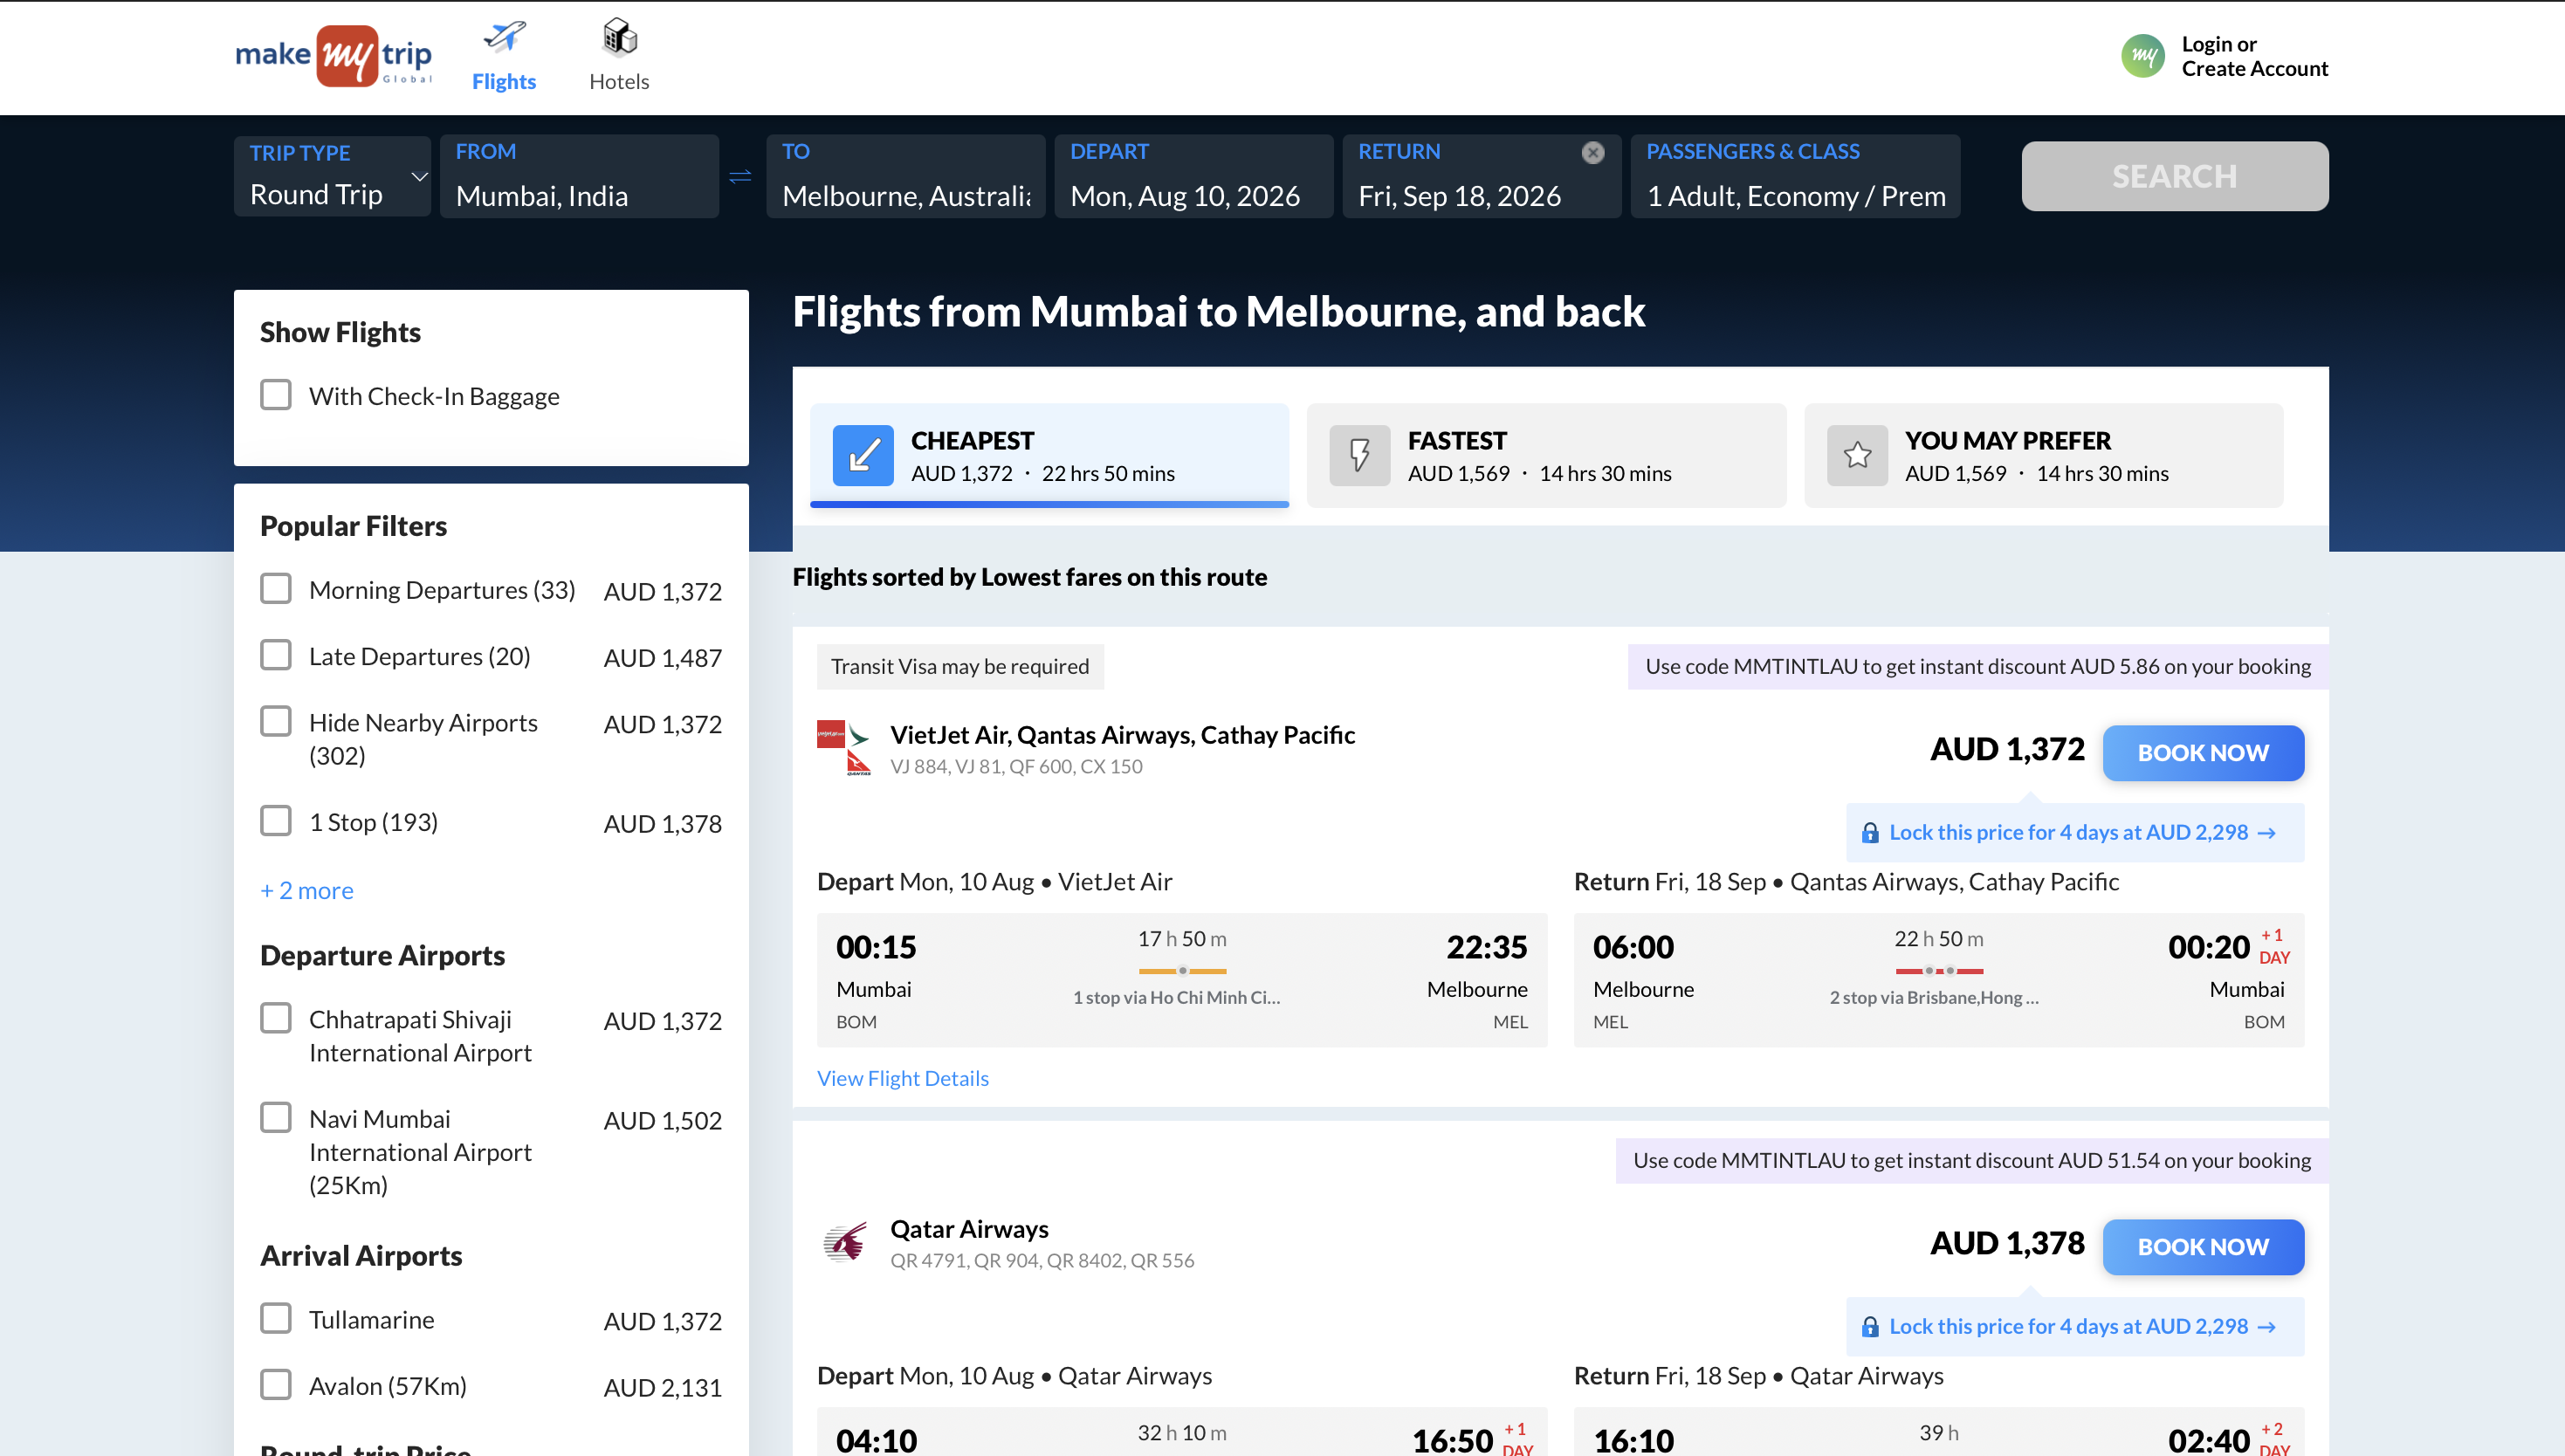 make my trip
Global
Flights
Hotels
my
Login or
Create Account
TRIP TYPE
Round Trip
FROM
Mumbai, India
TO
Melbourne, Australia
DEPART
Mon, Aug 10, 2026
RETURN
Fri, Sep 18, 2026
PASSENGERS & CLASS
1 Adult, Economy / Prem
SEARCH
Show Flights
With Check-In Baggage
Popular Filters
Morning Departures (33) AUD 1,372
Late Departures (20) AUD 1,487
Hide Nearby Airports AUD 1,372
(302)
1 Stop (193) AUD 1,378
+ 2 more
Departure Airports
Chhatrapati Shivaji AUD 1,372
International Airport
Navi Mumbai AUD 1,502
International Airport
(25Km)
Arrival Airports
Tullamarine AUD 1,372
Avalon (57Km) AUD 2,131
Round-trip Price
Flights from Mumbai to Melbourne, and back
CHEAPEST
AUD 1,372 · 22 hrs 50 mins
FASTEST
AUD 1,569 · 14 hrs 30 mins
YOU MAY PREFER
AUD 1,569 · 14 hrs 30 mins
Flights sorted by Lowest fares on this route
Transit Visa may be required
Use code MMTINTLAU to get instant discount AUD 5.86 on your booking
VietJet Air, Qantas Airways, Cathay Pacific
VJ 884, VJ 81, QF 600, CX 150
AUD 1,372
BOOK NOW
Lock this price for 4 days at AUD 2,298 →
Depart Mon, 10 Aug • VietJet Air
00:15 17 h 50 m 22:35
Mumbai 1 stop via Ho Chi Minh Ci... Melbourne
BOM MEL
Return Fri, 18 Sep • Qantas Airways, Cathay Pacific
06:00 22 h 50 m 00:20 + 1 DAY
Melbourne 2 stop via Brisbane,Hong ... Mumbai
MEL BOM
View Flight Details
Use code MMTINTLAU to get instant discount AUD 51.54 on your booking
Qatar Airways
QR 4791, QR 904, QR 8402, QR 556
AUD 1,378
BOOK NOW
Lock this price for 4 days at AUD 2,298 →
Depart Mon, 10 Aug • Qatar Airways
04:10 32 h 10 m 16:50 + 1 DAY
Return Fri, 18 Sep • Qatar Airways
16:10 39 h 02:40 + 2 DAY